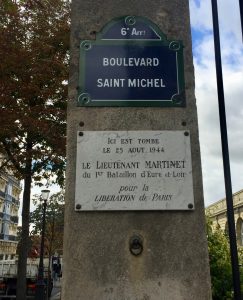 6e Arrt
BOULEVARD
SAINT MICHEL
ICI EST TOMBE
LE 25 AOUT 1944
LE LIEUTENANT MARTINET
du 1er Bataillon d'Eure et Loir
pour la
LIBERATION de PARIS